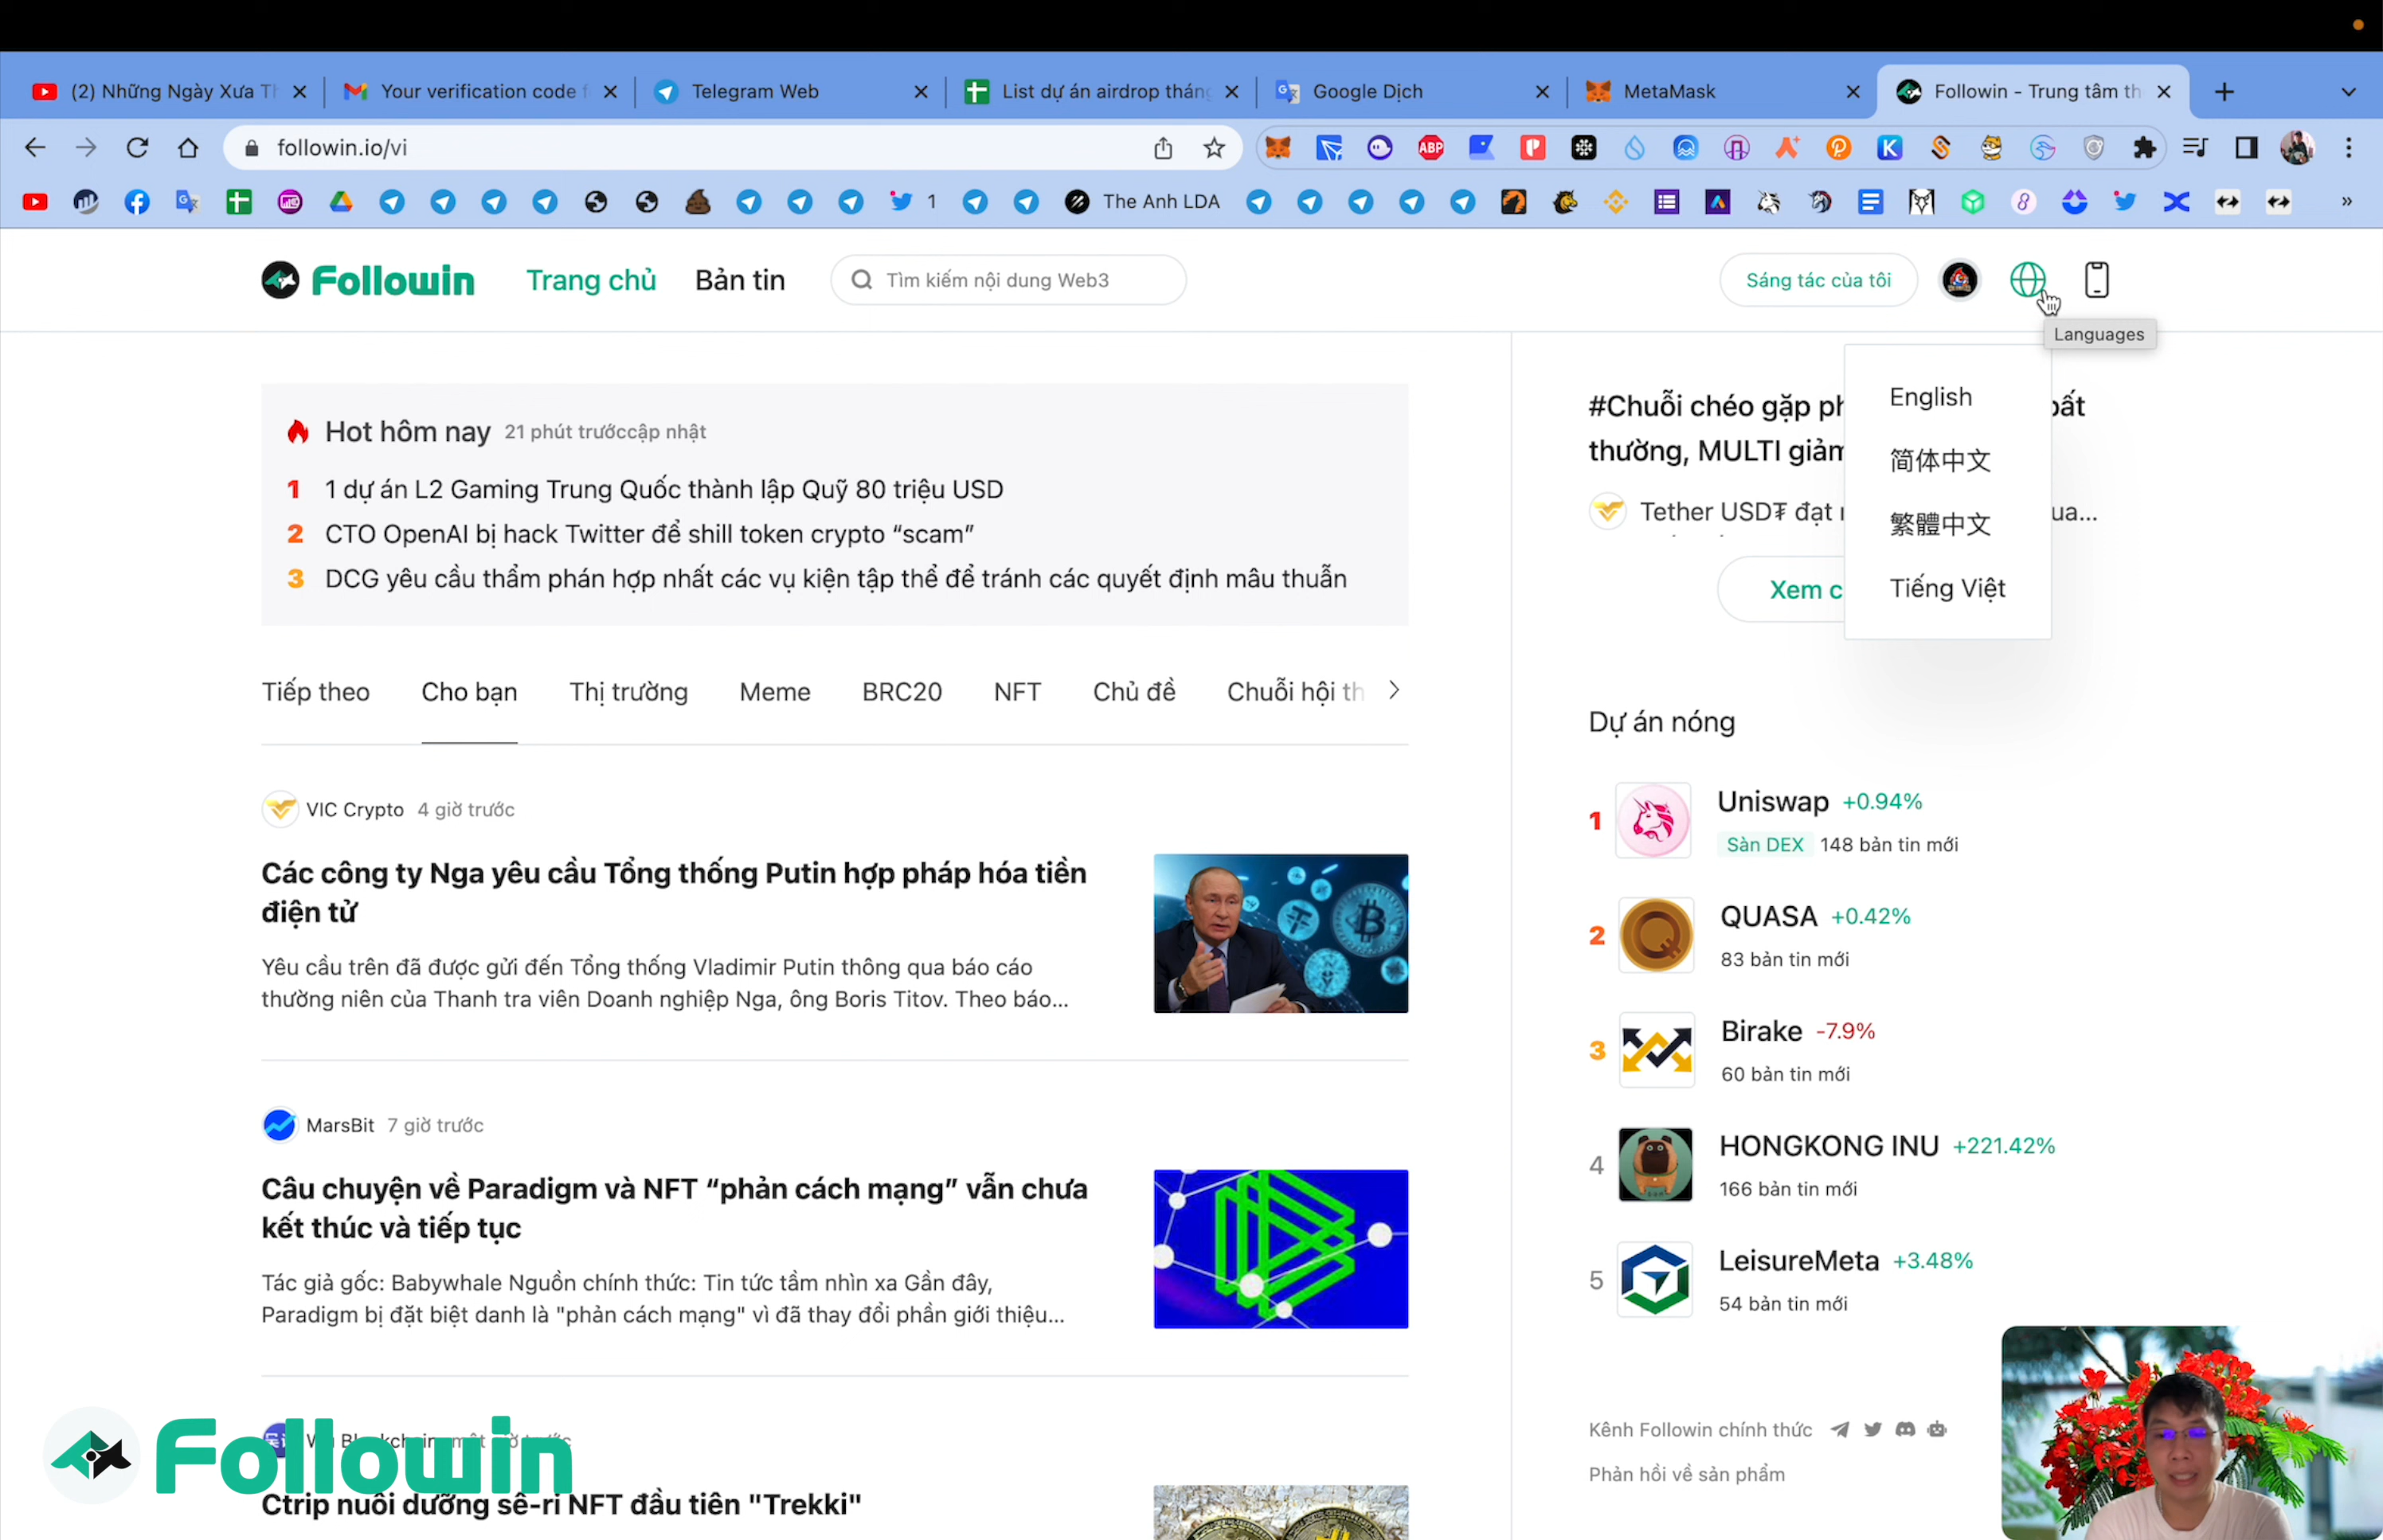 (2) Những Ngày Xưa Th
Your verification code f
Telegram Web
List dự án airdrop tháng
Google Dịch
MetaMask
Followin - Trung tâm th
followin.io/vi
ABP
1
The Anh LDA
Followin
Trang chủ
Bản tin
Tìm kiếm nội dung Web3
Sáng tác của tôi
Languages
English
简体中文
繁體中文
Tiếng Việt
Hot hôm nay 21 phút trướccập nhật
1 1 dự án L2 Gaming Trung Quốc thành lập Quỹ 80 triệu USD
2 CTO OpenAI bị hack Twitter để shill token crypto “scam”
3 DCG yêu cầu thẩm phán hợp nhất các vụ kiện tập thể để tránh các quyết định mâu thuẫn
Tiếp theo
Cho bạn
Thị trường
Meme
BRC20
NFT
Chủ đề
Chuỗi hội th
VIC Crypto 4 giờ trước
Các công ty Nga yêu cầu Tổng thống Putin hợp pháp hóa tiền
điện tử
Yêu cầu trên đã được gửi đến Tổng thống Vladimir Putin thông qua báo cáo
thường niên của Thanh tra viên Doanh nghiệp Nga, ông Boris Titov. Theo báo...
MarsBit 7 giờ trước
Câu chuyện về Paradigm và NFT “phản cách mạng” vẫn chưa
kết thúc và tiếp tục
Tác giả gốc: Babywhale Nguồn chính thức: Tin tức tầm nhìn xa Gần đây,
Paradigm bị đặt biệt danh là "phản cách mạng" vì đã thay đổi phần giới thiệu...
Followin
Ctrip nuôi dưỡng sê-ri NFT đầu tiên "Trekki"
#Chuỗi chéo gặp
thường, MULTI giảm
Tether USD₮ đạt
Xem
Dự án nóng
1 Uniswap +0.94%
Sàn DEX 148 bản tin mới
2 QUASA +0.42%
83 bản tin mới
3 Birake -7.9%
60 bản tin mới
4 HONGKONG INU +221.42%
166 bản tin mới
5 LeisureMeta +3.48%
54 bản tin mới
Kênh Followin chính thức
Phản hồi về sản phẩm